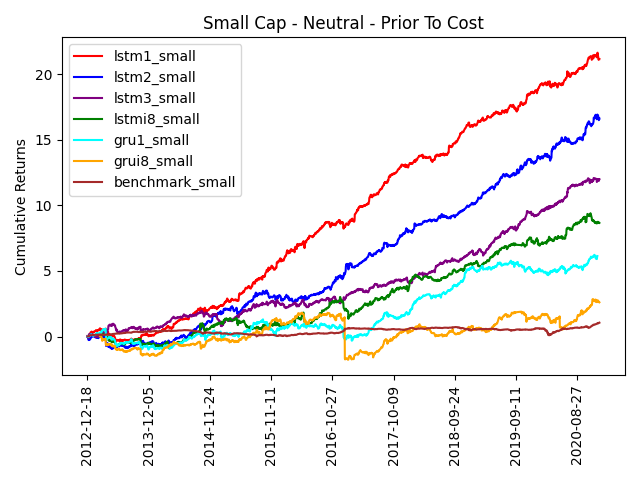 Small Cap - Neutral - Prior To Cost
Cumulative Returns
20
15
10
5
0
lstm1_small
lstm2_small
lstm3_small
lstmi8_small
gru1_small
grui8_small
benchmark_small
2012-12-18
2013-12-05
2014-11-24
2015-11-11
2016-10-27
2017-10-09
2018-09-24
2019-09-11
2020-08-27